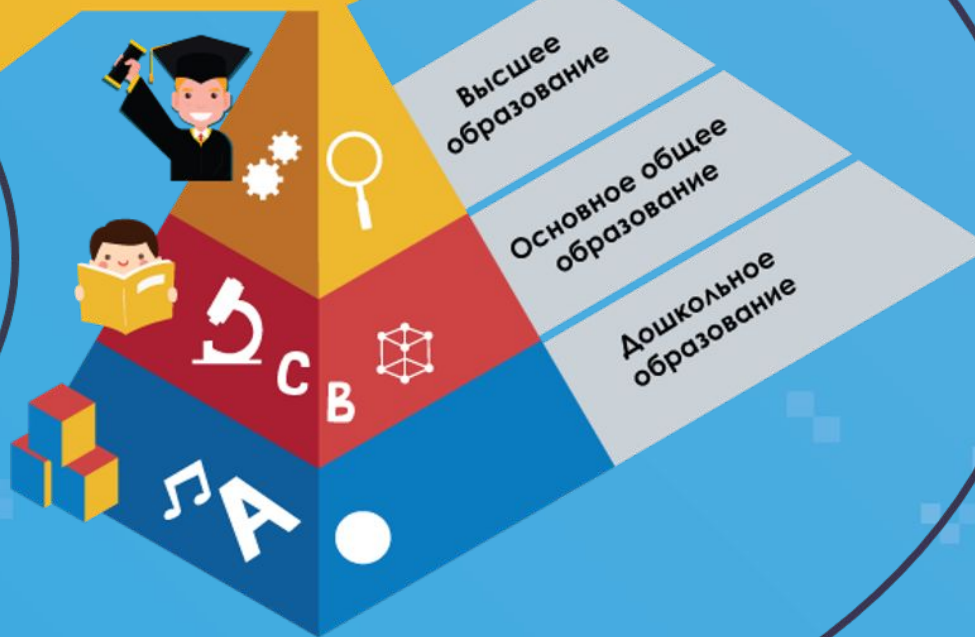 Высшее
образование
Основное общее
образование
Дошкольное
образование
C
B
A